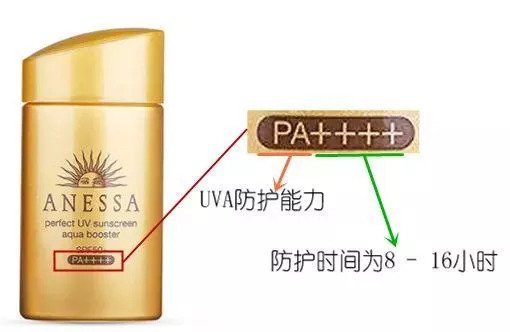 ANESSA
perfect UV sunscreen
aqua booster
SPF50+
PA++++
PA++++
UVA防护能力
防护时间为8 - 16小时